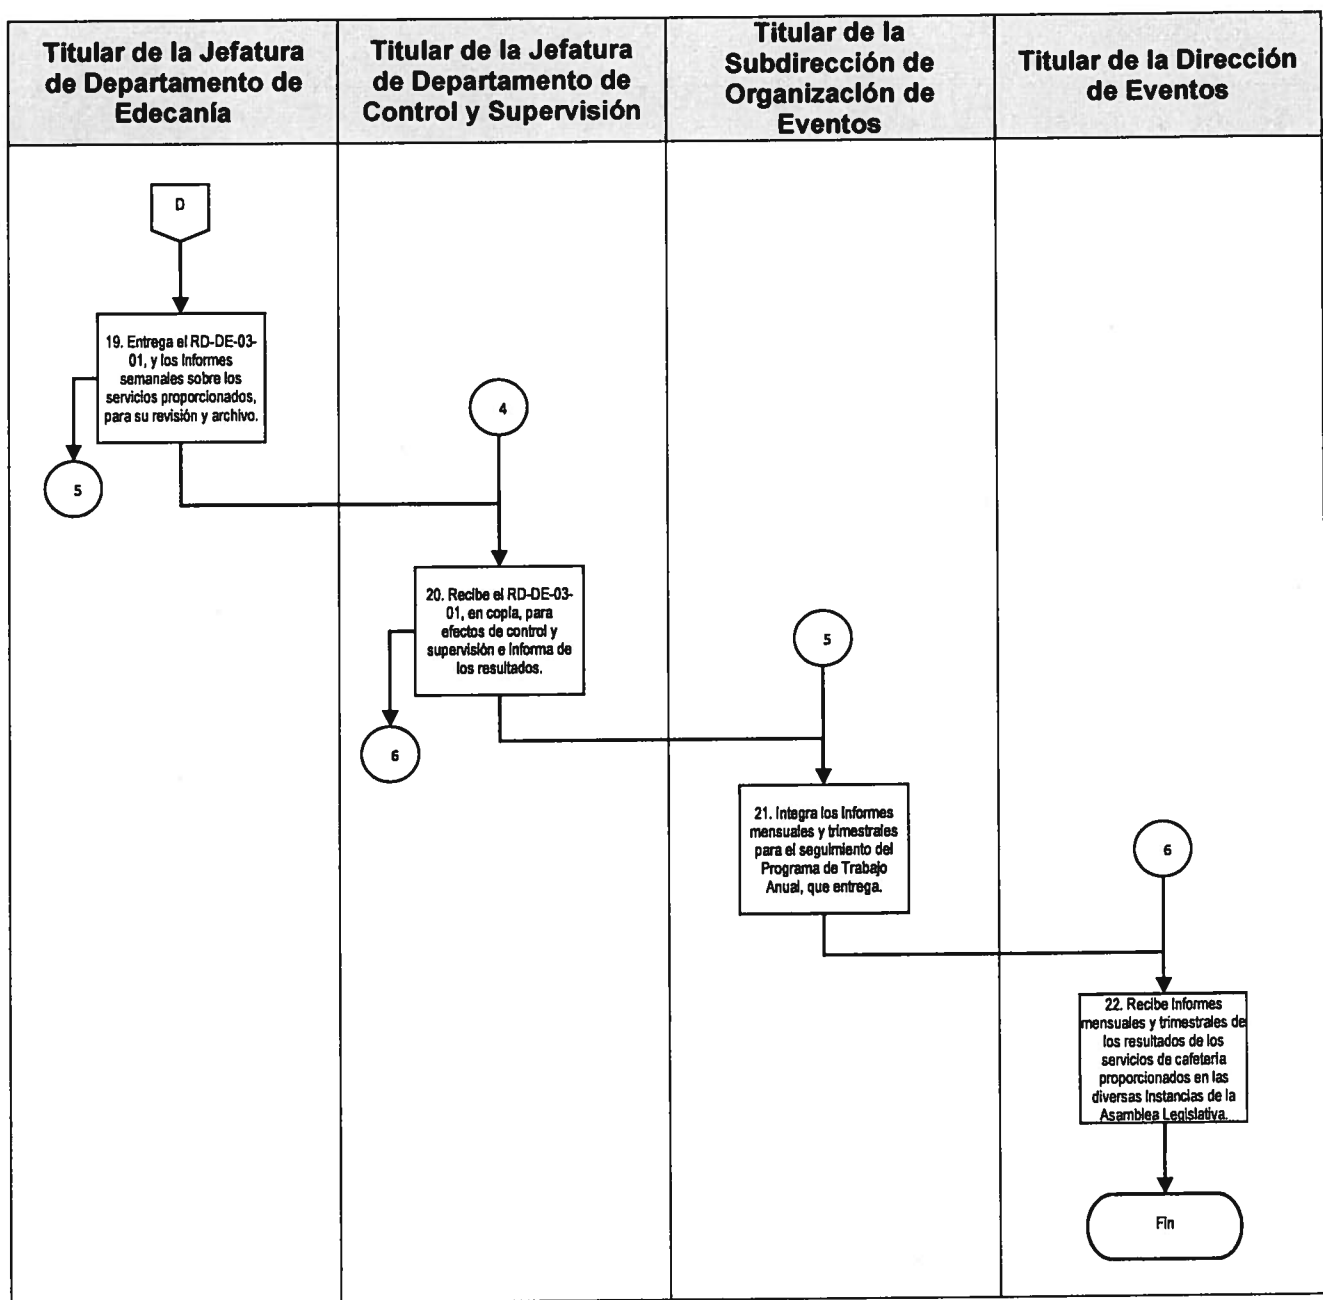 Titular de la Jefatura
de Departamento de
Edecanía
Titular de la Jefatura
de Departamento de
Control y Supervisión
Titular de la
Subdirección de
Organización de
Eventos
Titular de la Dirección
de Eventos
D
19. Entrega el RD-DE-03-
01, y los Informes
semanales sobre los
servicios proporcionados,
para su revisión y archivo.
5
4
20. Recibe el RD-DE-03-
01, en copia, para
efectos de control y
supervisión e Informa de
los resultados.
6
5
21. Integra los Informes
mensuales y trimestrales
para el seguimiento del
Programa de Trabajo
Anual, que entrega.
6
22. Recibe Informes
mensuales y trimestrales de
los resultados de los
servicios de cafetería
proporcionados en las
diversas Instancias de la
Asamblea Legislativa.
Fin